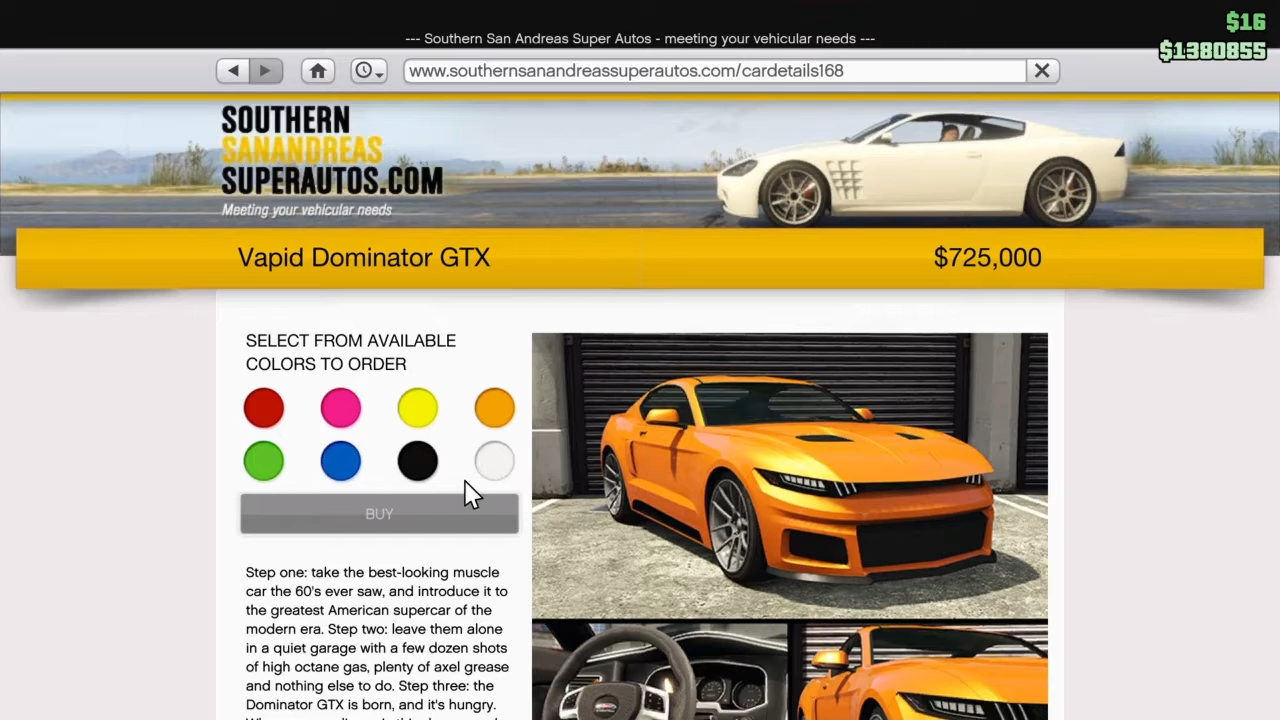 $16
--- Southern San Andreas Super Autos - meeting your vehicular needs ---
$1380855
www.southernsanandreassuperautos.com/cardetails168
SOUTHERN
SANANDREAS
SUPERAUTOS.COM
Meeting your vehicular needs
Vapid Dominator GTX
$725,000
SELECT FROM AVAILABLE
COLORS TO ORDER
BUY
Step one: take the best-looking muscle
car the 60's ever saw, and introduce it to
the greatest American supercar of the
modern era. Step two: leave them alone
in a quiet garage with a few dozen shots
of high octane gas, plenty of axel grease
and nothing else to do. Step three: the
Dominator GTX is born, and it's hungry.